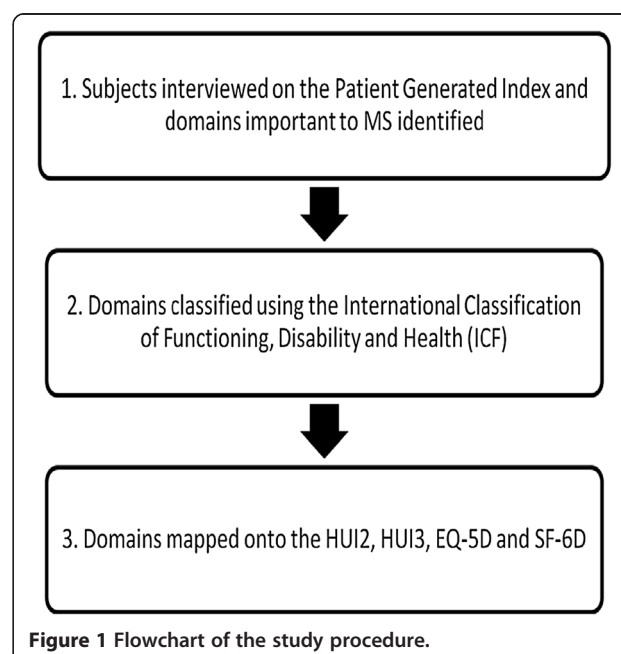 1. Subjects interviewed on the Patient Generated Index and
domains important to MS identified
2. Domains classified using the International Classification
of Functioning, Disability and Health (ICF)
3. Domains mapped onto the HUI2, HUI3, EQ-5D and SF-6D
Figure 1 Flowchart of the study procedure.